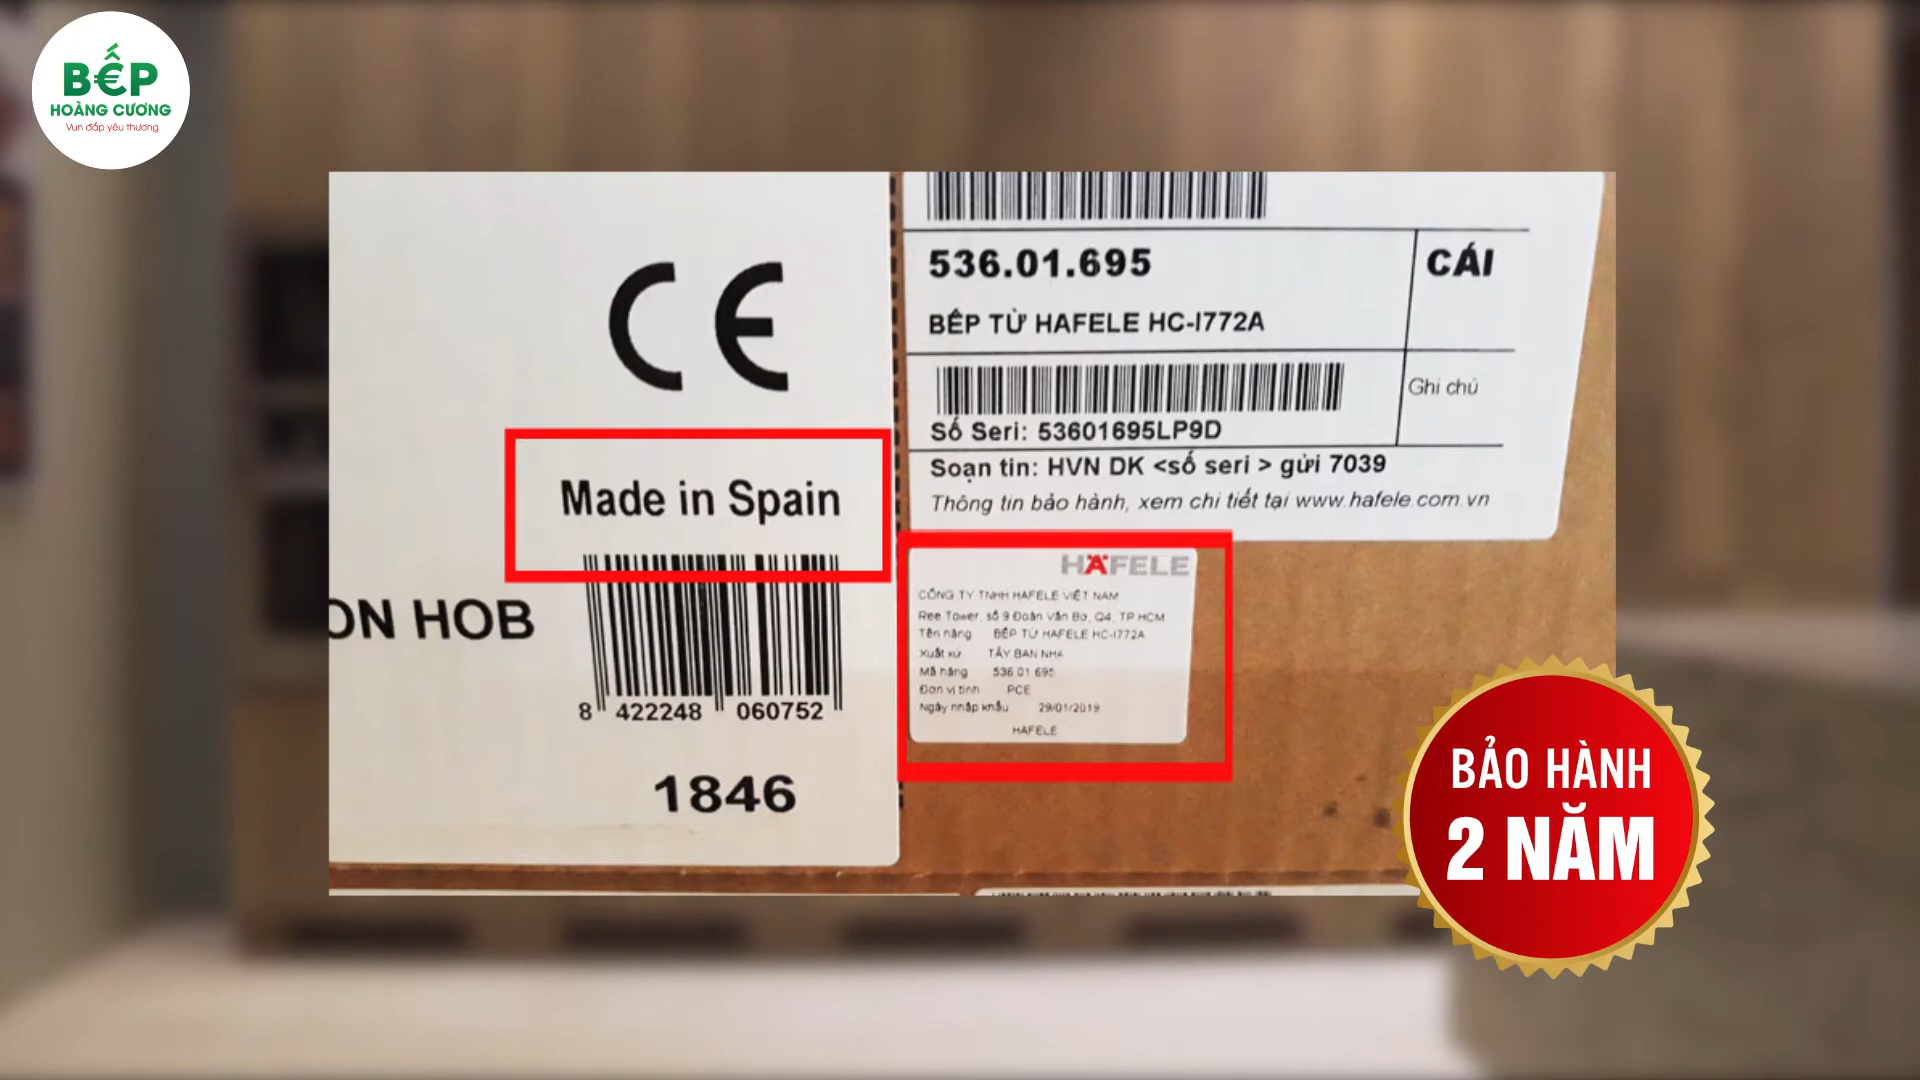 BẾP
HOÀNG CƯƠNG
Vun đắp yêu thương
CE
Made in Spain
ON HOB
8 422248 060752
1846
536.01.695
CÁI
BẾP TỪ HAFELE HC-I772A
Ghi chú
Số Seri: 53601695LP9D
Soạn tin: HVN DK <số seri > gửi 7039
Thông tin bảo hành, xem chi tiết tại www.hafele.com.vn
HÄFELE
CÔNG TY TNHH HAFELE VIỆT NAM
Ree Tower, số 9 Đoàn Văn Bơ, Q4, TP HCM
Tên hàng BẾP TỪ HAFELE HC-I772A
Xuất xứ TÂY BAN NHA
Mã hàng 536.01.695
Đơn vị tính PCE
Ngày nhập khẩu 29/01/2019
HAFELE
BẢO HÀNH
2 NĂM